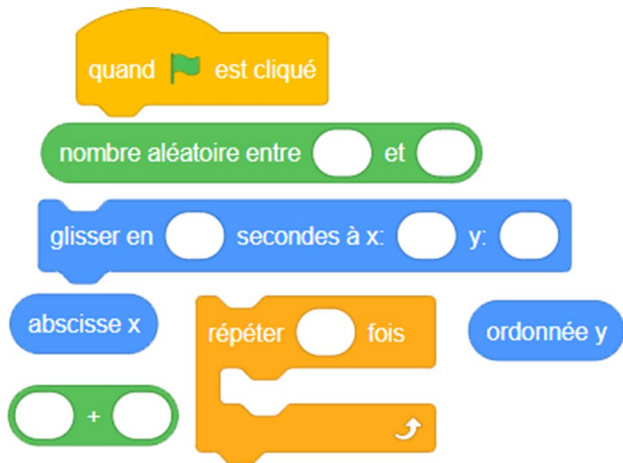 quand est cliqué
nombre aléatoire entre et
glisser en secondes à x: y:
abscisse x
répéter fois
ordonnée y
+